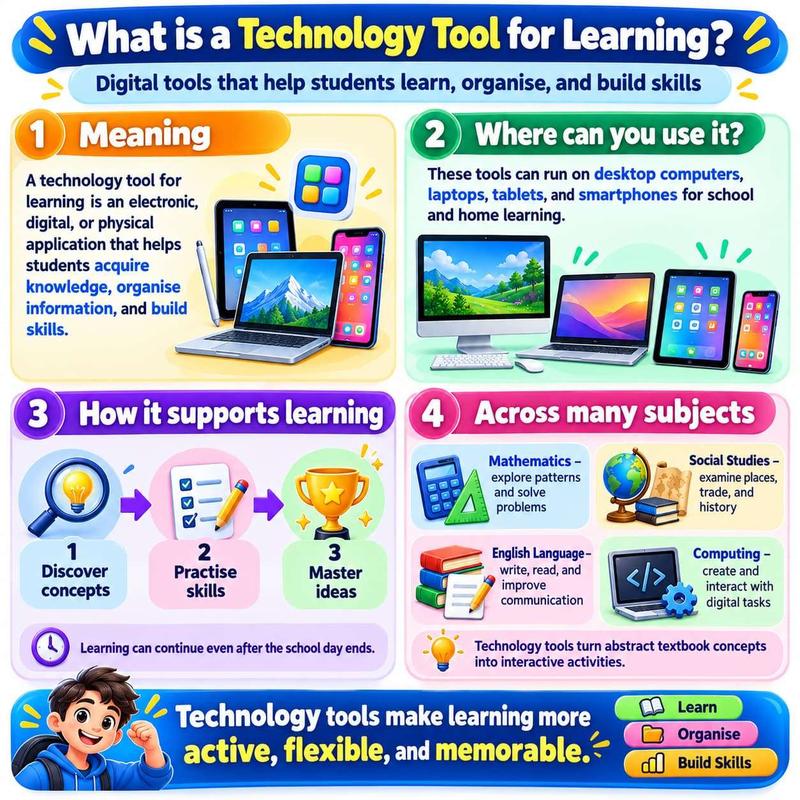 What is a Technology Tool for Learning?
Digital tools that help students learn, organise, and build skills
1 Meaning
A technology tool for
learning is an electronic,
digital, or physical
application that helps
students acquire
knowledge, organise
information, and build
skills.
2 Where can you use it?
These tools can run on desktop computers,
laptops, tablets, and smartphones for school
and home learning.
3 How it supports learning
1
Discover
concepts
2
Practise
skills
3
Master
ideas
Learning can continue even after the school day ends.
4 Across many subjects
Mathematics –
explore patterns
and solve
problems
Social Studies –
examine places,
trade, and
history
English Language –
write, read, and
improve
communication
</>
Computing –
create and
interact with
digital tasks
Technology tools turn abstract textbook concepts
into interactive activities.
Technology tools make learning more
active, flexible, and memorable.
Learn
Organise
Build Skills